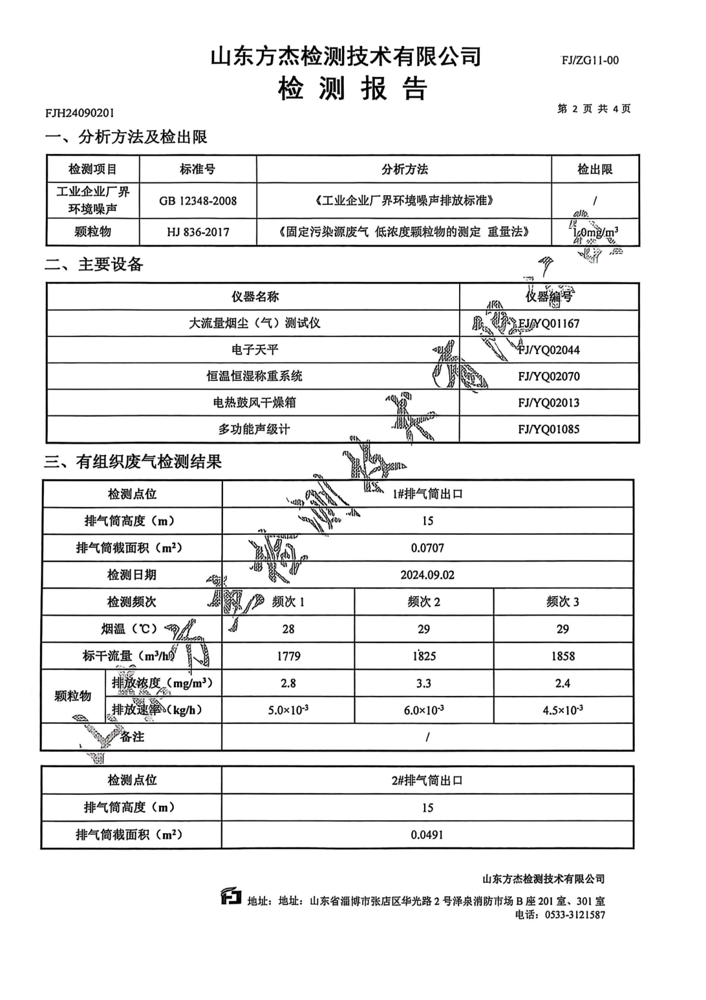 山东方杰检测技术有限公司
FJ/ZG11-00
检 测 报 告
FJH24090201
第 2 页 共 4 页
一、分析方法及检出限
检测项目 标准号 分析方法 检出限
工业企业厂界环境噪声 GB 12348-2008 《工业企业厂界环境噪声排放标准》 /
颗粒物 HJ 836-2017 《固定污染源废气 低浓度颗粒物的测定 重量法》 1.0mg/m³
二、主要设备
仪器名称 仪器编号
大流量烟尘（气）测试仪 FJ/YQ01167
电子天平 FJ/YQ02044
恒温恒湿称重系统 FJ/YQ02070
电热鼓风干燥箱 FJ/YQ02013
多功能声级计 FJ/YQ01085
三、有组织废气检测结果
检测点位 1#排气筒出口
排气筒高度（m） 15
排气筒截面积（m²） 0.0707
检测日期 2024.09.02
检测频次 频次 1 频次 2 频次 3
烟温（℃） 28 29 29
标干流量（m³/h） 1779 1825 1858
颗粒物 排放浓度（mg/m³） 2.8 3.3 2.4
排放速率（kg/h） 5.0×10⁻³ 6.0×10⁻³ 4.5×10⁻³
备注 /
检测点位 2#排气筒出口
排气筒高度（m） 15
排气筒截面积（m²） 0.0491
山东方杰检测技术有限公司
地址：地址：山东省淄博市张店区华光路 2 号泽泉消防市场 B 座 201 室、301 室
电话：0533-3121587